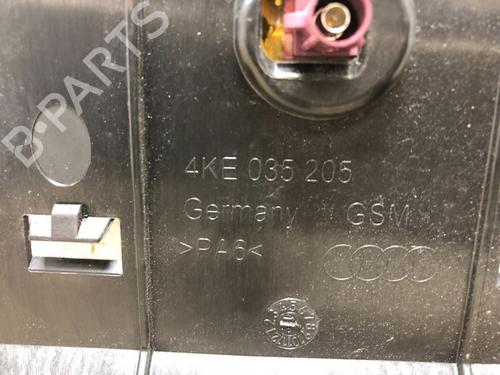 B-PARTS
4KE 035 205
Germany GSM
>PA6<